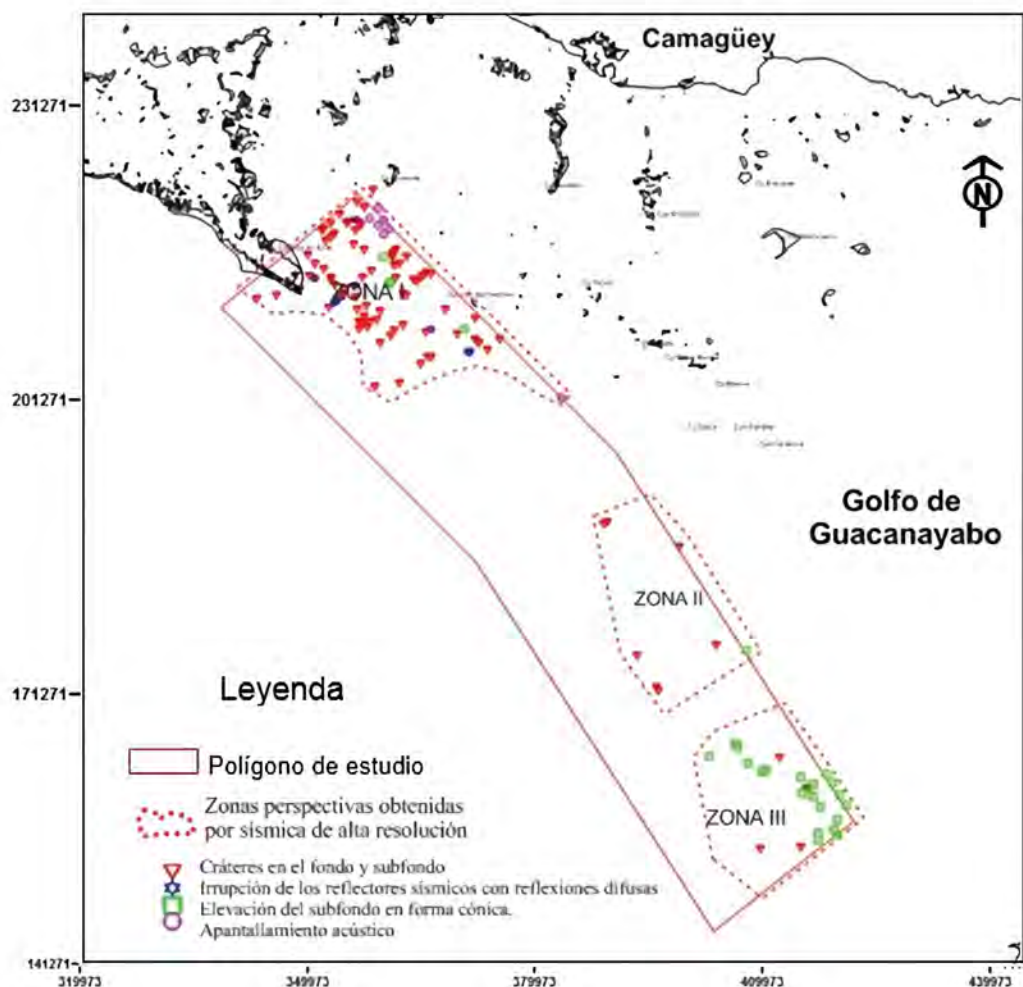 Camagüey
231271
N
ZONA I
201271
Golfo de
Guacanayabo
ZONA II
171271
Leyenda
Polígono de estudio
Zonas perspectivas obtenidas
por sísmica de alta resolución
ZONA III
Cráteres en el fondo y subfondo
Irrupción de los reflectores sísmicos con reflexiones difusas
Elevación del subfondo en forma cónica.
Apantallamiento acústico
141271
319973 349973 379973 409973 439973